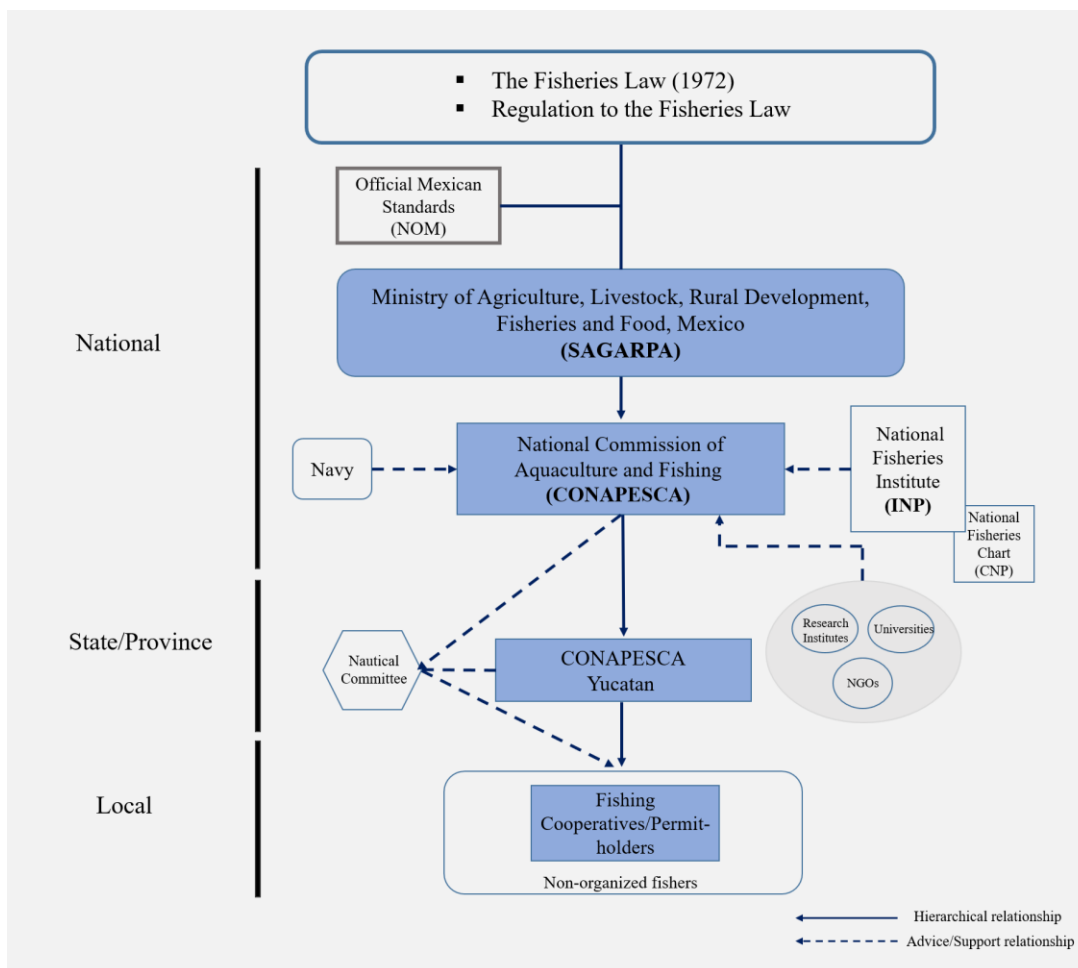 ▪ The Fisheries Law (1972)
▪ Regulation to the Fisheries Law
Official Mexican
Standards
(NOM)
Ministry of Agriculture, Livestock, Rural Development,
Fisheries and Food, Mexico
(SAGARPA)
National
Navy
National Commission of
Aquaculture and Fishing
(CONAPESCA)
National
Fisheries
Institute
(INP)
National
Fisheries
Chart
(CNP)
State/Province
Nautical
Committee
CONAPESCA
Yucatan
Research
Institutes
Universities
NGOs
Local
Fishing
Cooperatives/Permit-
holders
Non-organized fishers
Hierarchical relationship
Advice/Support relationship